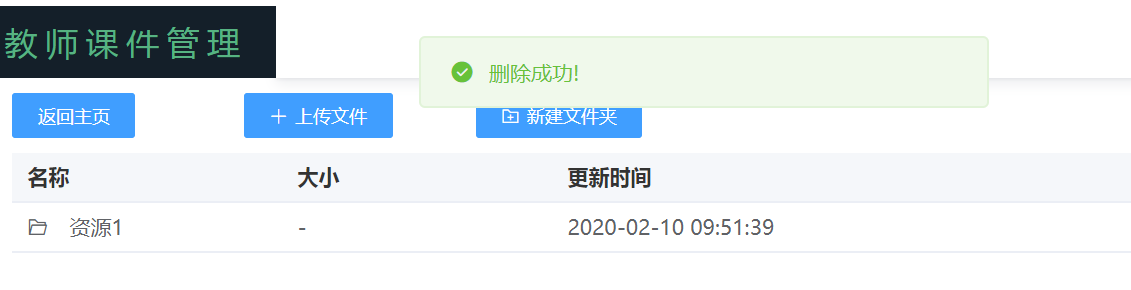 教师课件管理
删除成功!
返回主页 上传文件 新建文件夹
名称 大小 更新时间
资源1 - 2020-02-10 09:51:39